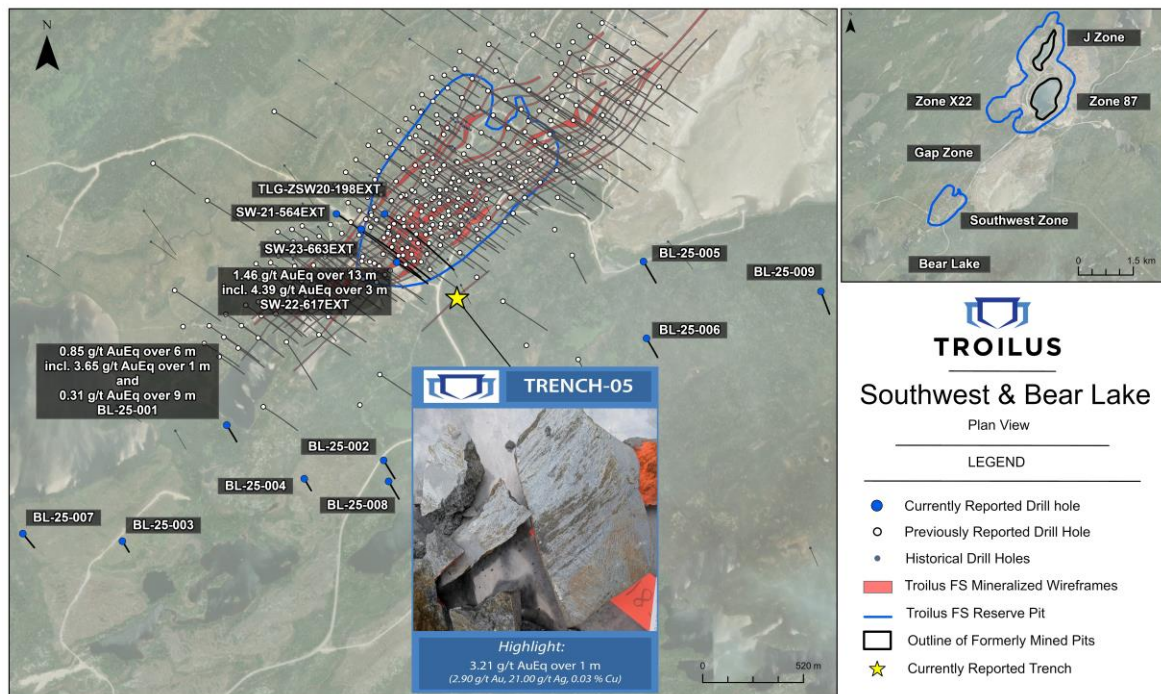 N
TLG-ZSW20-198EXT
SW-21-564EXT
SW-23-663EXT
1.46 g/t AuEq over 13 m
incl. 4.39 g/t AuEq over 3 m
SW-22-617EXT
0.85 g/t AuEq over 6 m
incl. 3.65 g/t AuEq over 1 m
and
0.31 g/t AuEq over 9 m
BL-25-001
BL-25-005
BL-25-009
BL-25-006
BL-25-002
BL-25-004
BL-25-008
BL-25-007
BL-25-003
TRENCH-05
Highlight:
3.21 g/t AuEq over 1 m
(2.90 g/t Au, 21.00 g/t Ag, 0.03 % Cu)
0 520 m
N
J Zone
Zone X22
Zone 87
Gap Zone
Southwest Zone
Bear Lake
0 1.5 km
TROILUS
Southwest & Bear Lake
Plan View
LEGEND
Currently Reported Drill hole
Previously Reported Drill Hole
Historical Drill Holes
Troilus FS Mineralized Wireframes
Troilus FS Reserve Pit
Outline of Formerly Mined Pits
Currently Reported Trench